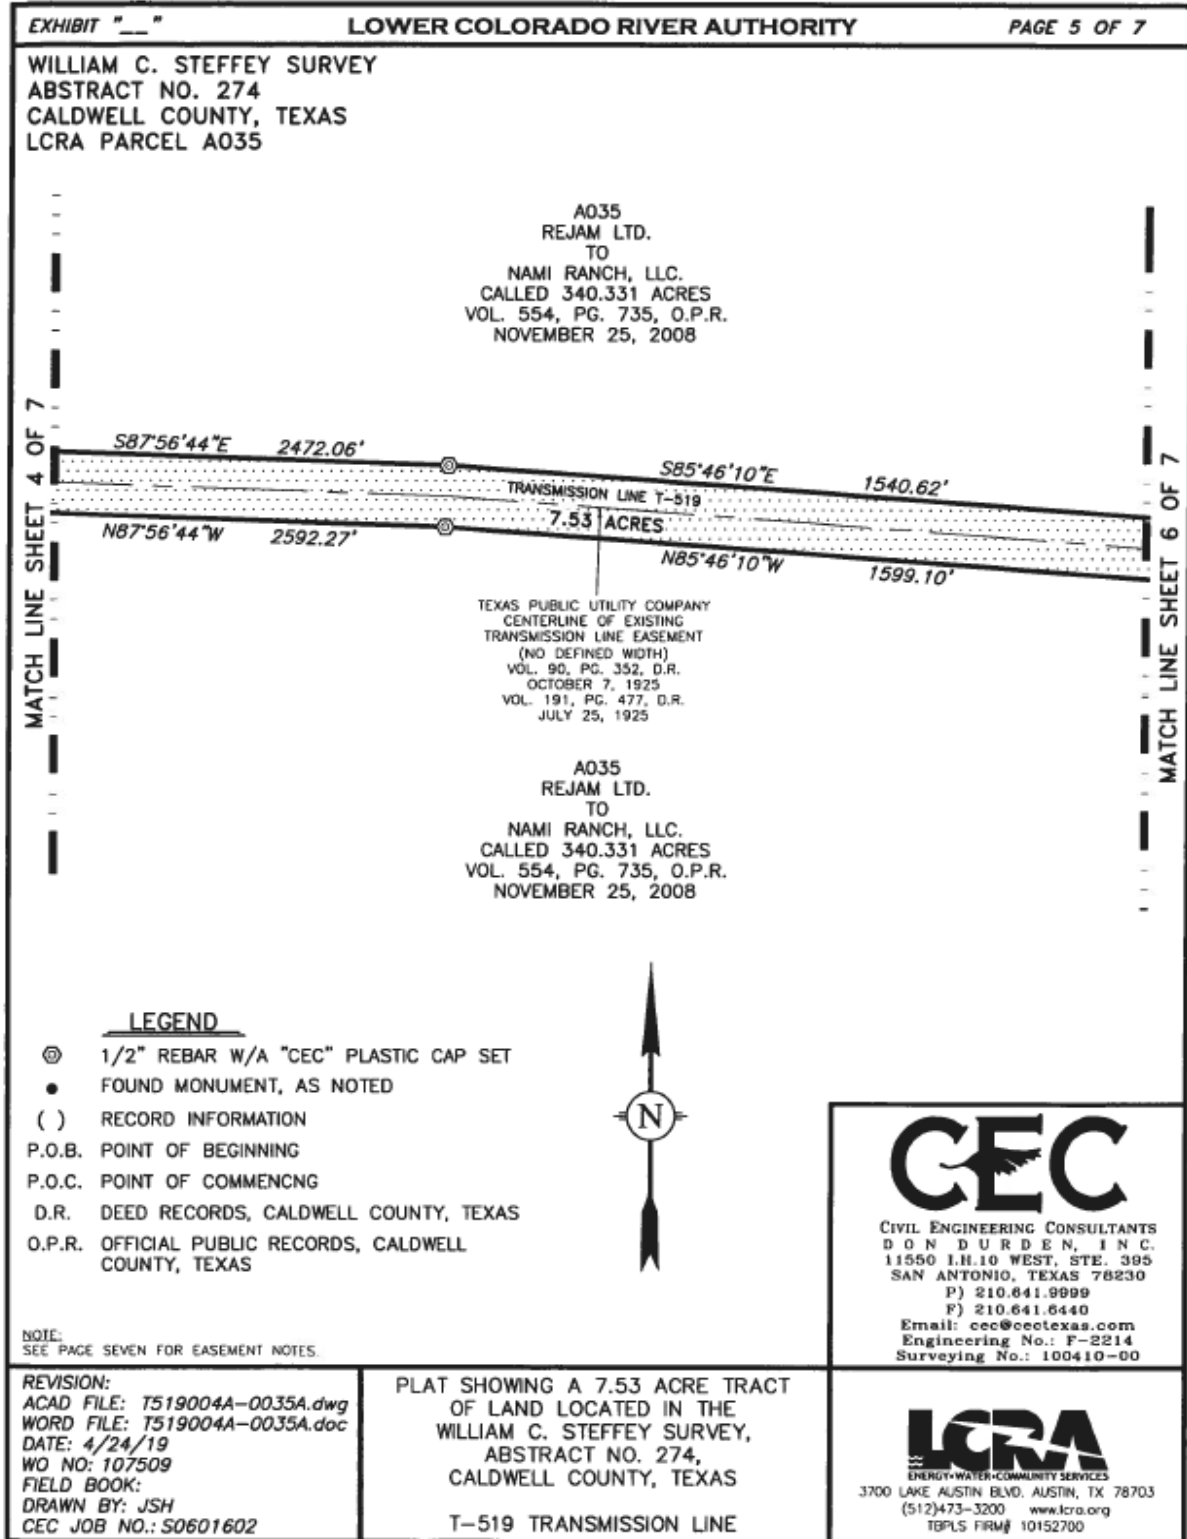 EXHIBIT "__" LOWER COLORADO RIVER AUTHORITY PAGE 5 OF 7
WILLIAM C. STEFFEY SURVEY
ABSTRACT NO. 274
CALDWELL COUNTY, TEXAS
LCRA PARCEL A035
A035
REJAM LTD.
TO
NAMI RANCH, LLC.
CALLED 340.331 ACRES
VOL. 554, PG. 735, O.P.R.
NOVEMBER 25, 2008
MATCH LINE SHEET 4 OF 7
MATCH LINE SHEET 6 OF 7
S87°56'44"E 2472.06'
S85°46'10"E 1540.62'
TRANSMISSION LINE T-519
7.53 ACRES
N87°56'44"W 2592.27'
N85°46'10"W 1599.10'
TEXAS PUBLIC UTILITY COMPANY
CENTERLINE OF EXISTING
TRANSMISSION LINE EASEMENT
(NO DEFINED WIDTH)
VOL. 90, PG. 352, D.R.
OCTOBER 7, 1925
VOL. 191, PG. 477, D.R.
JULY 25, 1925
A035
REJAM LTD.
TO
NAMI RANCH, LLC.
CALLED 340.331 ACRES
VOL. 554, PG. 735, O.P.R.
NOVEMBER 25, 2008
N
LEGEND
1/2" REBAR W/A "CEC" PLASTIC CAP SET
FOUND MONUMENT, AS NOTED
( ) RECORD INFORMATION
P.O.B. POINT OF BEGINNING
P.O.C. POINT OF COMMENCNG
D.R. DEED RECORDS, CALDWELL COUNTY, TEXAS
O.P.R. OFFICIAL PUBLIC RECORDS, CALDWELL
COUNTY, TEXAS
NOTE:
SEE PAGE SEVEN FOR EASEMENT NOTES.
CEC
CIVIL ENGINEERING CONSULTANTS
DON DURDEN, INC.
11550 I.H.10 WEST, STE. 395
SAN ANTONIO, TEXAS 78230
P) 210.641.9999
F) 210.641.6440
Email: cec@cectexas.com
Engineering No.: F-2214
Surveying No.: 100410-00
REVISION:
ACAD FILE: T519004A-0035A.dwg
WORD FILE: T519004A-0035A.doc
DATE: 4/24/19
WO NO: 107509
FIELD BOOK:
DRAWN BY: JSH
CEC JOB NO.: S0601602
PLAT SHOWING A 7.53 ACRE TRACT
OF LAND LOCATED IN THE
WILLIAM C. STEFFEY SURVEY,
ABSTRACT NO. 274,
CALDWELL COUNTY, TEXAS
T-519 TRANSMISSION LINE
LCRA
ENERGY•WATER•COMMUNITY SERVICES
3700 LAKE AUSTIN BLVD. AUSTIN, TX 78703
(512)473-3200 www.lcra.org
TBPLS FIRM# 10152700